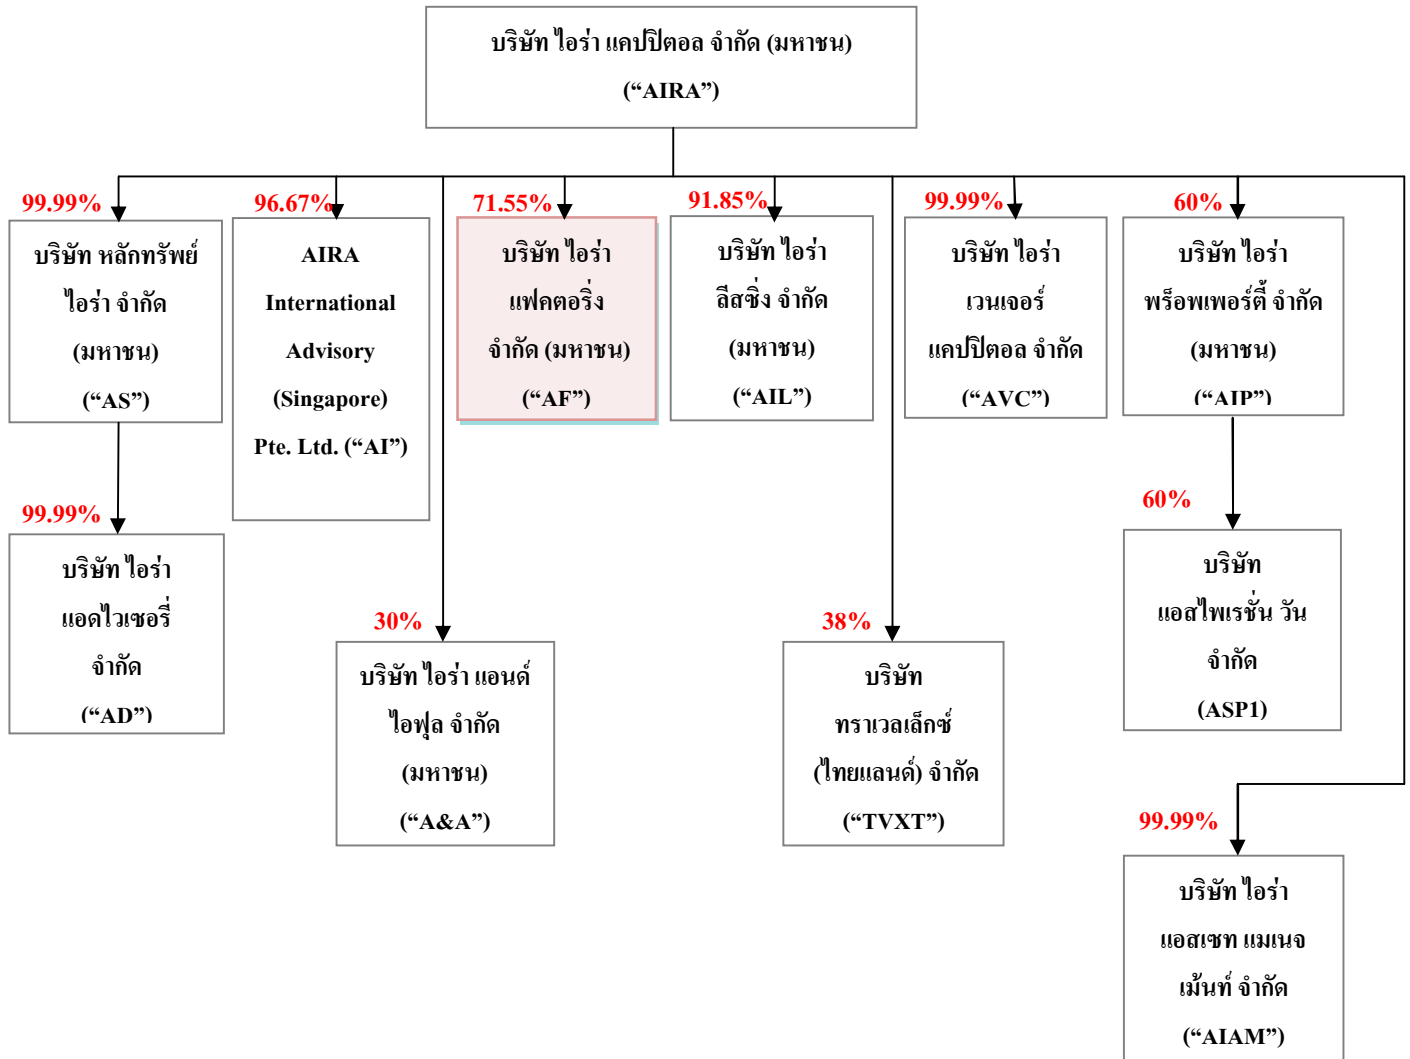 บริษัท ไอร่า แคปปิตอล จำกัด (มหาชน)
(“AIRA”)
99.99%
บริษัท หลักทรัพย์
ไอร่า จำกัด
(มหาชน)
(“AS”)
96.67%
AIRA
International
Advisory
(Singapore)
Pte. Ltd. (“AI”)
71.55%
บริษัท ไอร่า
แฟคตอริ่ง
จำกัด (มหาชน)
(“AF”)
91.85%
บริษัท ไอร่า
ลีสซิ่ง จำกัด
(มหาชน)
(“AIL”)
99.99%
บริษัท ไอร่า
เวนเจอร์
แคปปิตอล จำกัด
(“AVC”)
60%
บริษัท ไอร่า
พร็อพเพอร์ตี้ จำกัด
(มหาชน)
(“AIP”)
99.99%
บริษัท ไอร่า
แอดไวเซอรี่
จำกัด
(“AD”)
60%
บริษัท
แอสไพเรชั่น วัน
จำกัด
(ASP1)
30%
บริษัท ไอร่า แอนด์
ไอฟุล จำกัด
(มหาชน)
(“A&A”)
38%
บริษัท
ทราเวลเล็กซ์
(ไทยแลนด์) จำกัด
(“TVXT”)
99.99%
บริษัท ไอร่า
แอสเซท แมเนจ
เม้นท์ จำกัด
(“AIAM”)